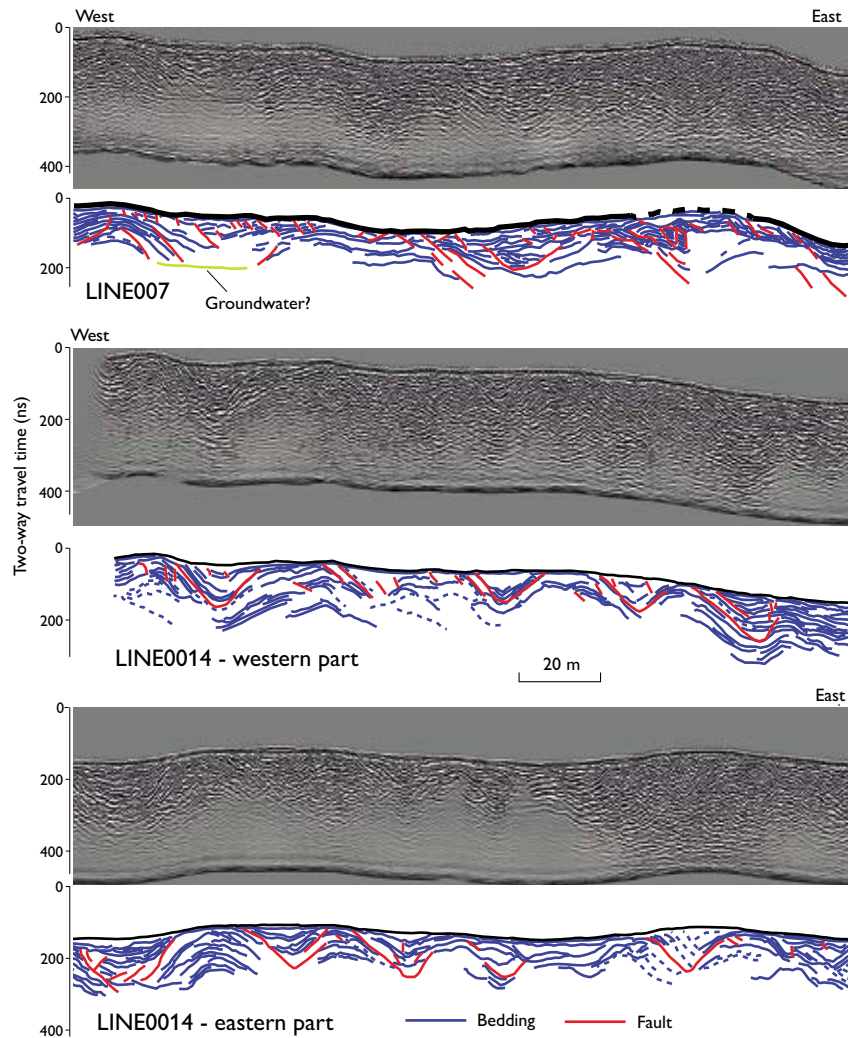 West East
0
200
400
0
200
LINE007
Groundwater?
West
0
200
400
Two-way travel time (ns)
0
200
LINE0014 - western part
20 m
East
0
200
400
0
200
400
LINE0014 - eastern part
Bedding
Fault